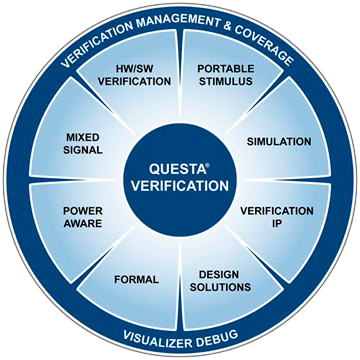 VERIFICATION MANAGEMENT & COVERAGE
HW/SW
VERIFICATION
PORTABLE
STIMULUS
MIXED
SIGNAL
SIMULATION
QUESTA®
VERIFICATION
POWER
AWARE
VERIFICATION
IP
FORMAL
DESIGN
SOLUTIONS
VISUALIZER DEBUG